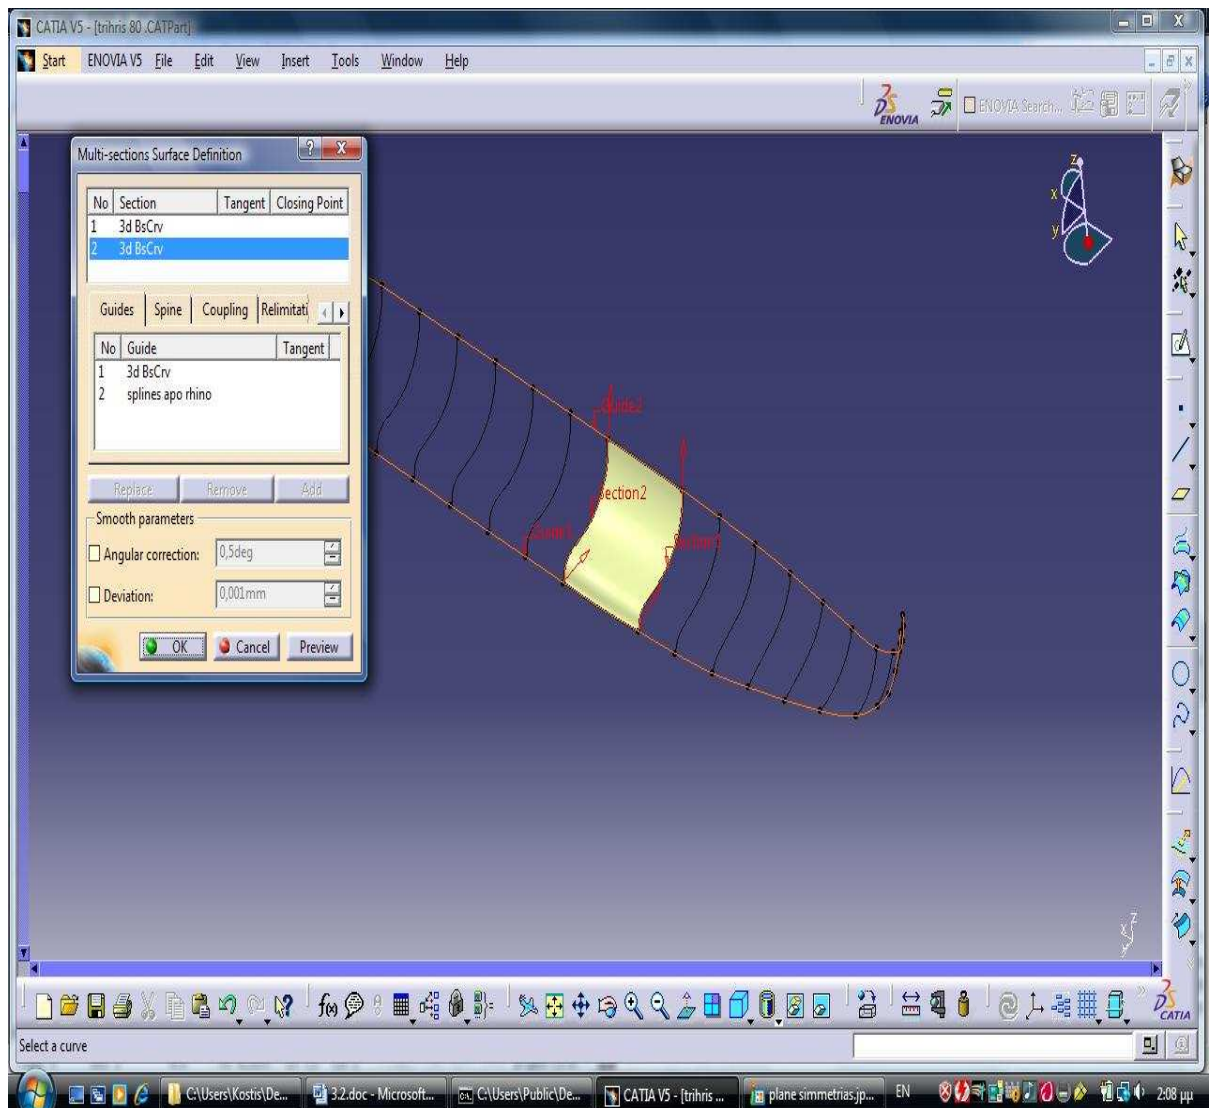 CATIA V5 - [trihris 80 .CATPart]
Start ENOVIA V5 File Edit View Insert Tools Window Help
ENOVIA
ENOVIA Search...
Multi-sections Surface Definition
No Section Tangent Closing Point
1 3d BsCrv
2 3d BsCrv
Guides Spine Coupling Relimitati
No Guide Tangent
1 3d BsCrv
2 splines apo rhino
Replace Remove Add
Smooth parameters
Angular correction: 0,5deg
Deviation: 0,001mm
OK Cancel Preview
z
x
y
Guide2
Section2
z
x
y
f(x)
CATIA
Select a curve
C:\Users\Kostis\De... 3.2.doc - Microsoft... C:\Users\Public\De... CATIA V5 - [trihris ... plane simmetrias.jp... EN 2:08 μμ